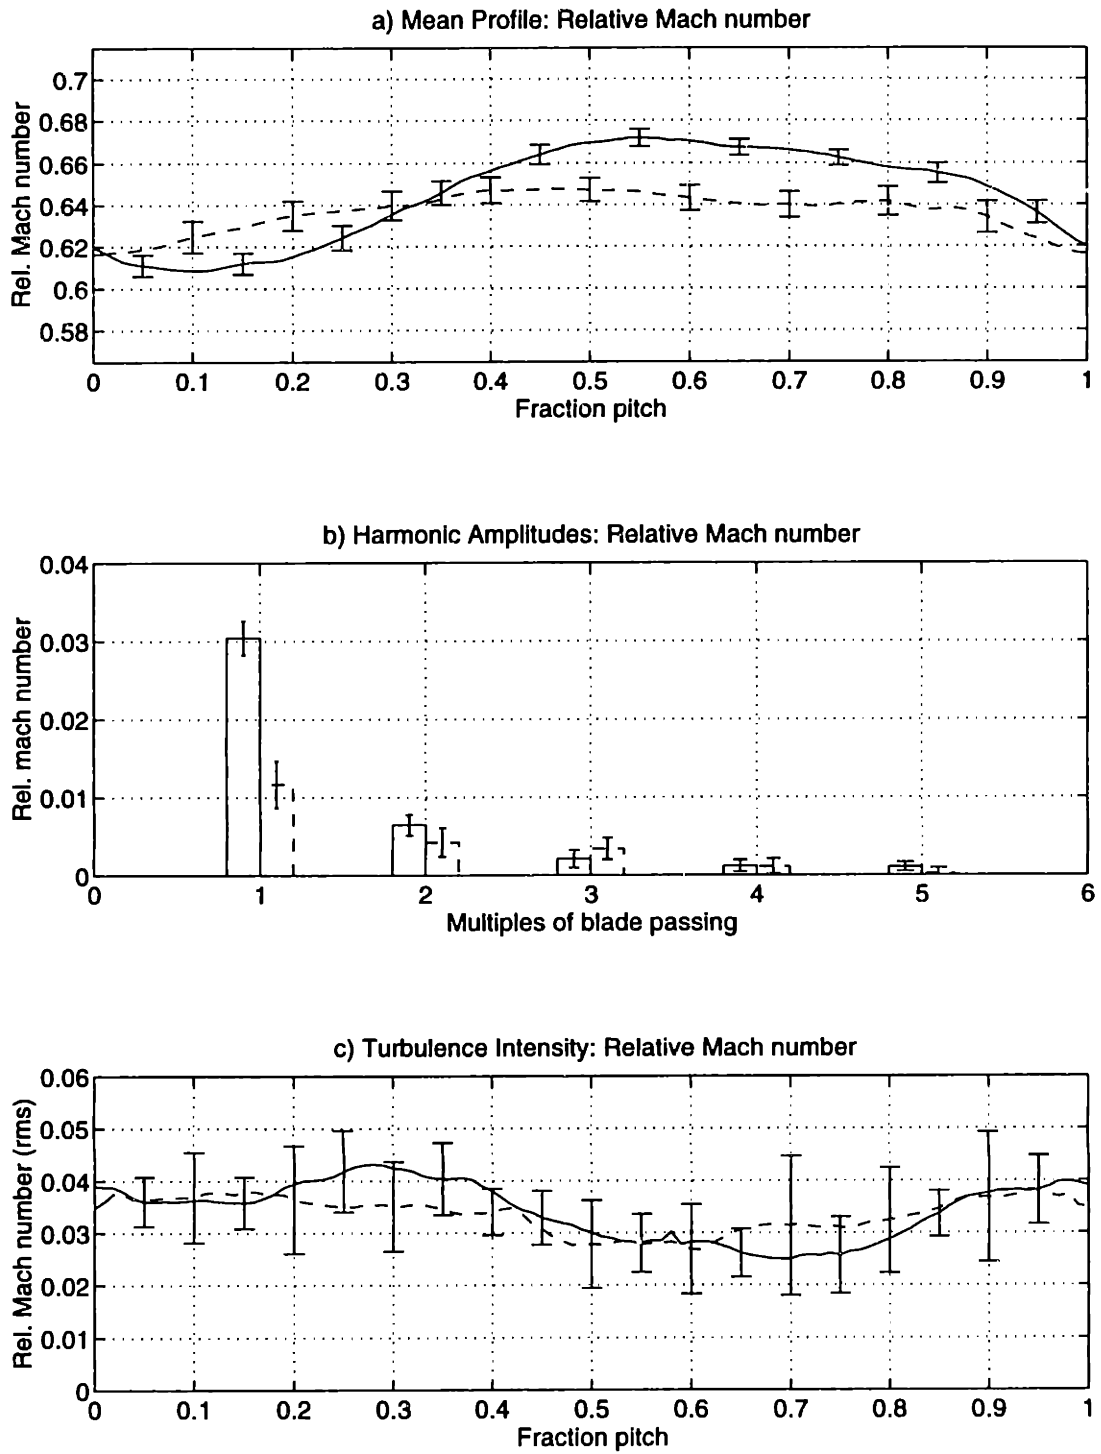 a) Mean Profile: Relative Mach number
Rel. Mach number
0.7
0.68
0.66
0.64
0.62
0.6
0.58
0 0.1 0.2 0.3 0.4 0.5 0.6 0.7 0.8 0.9 1
Fraction pitch
b) Harmonic Amplitudes: Relative Mach number
Rel. mach number
0.04
0.03
0.02
0.01
0
0 1 2 3 4 5 6
Multiples of blade passing
c) Turbulence Intensity: Relative Mach number
Rel. Mach number (rms)
0.06
0.05
0.04
0.03
0.02
0.01
0
0 0.1 0.2 0.3 0.4 0.5 0.6 0.7 0.8 0.9 1
Fraction pitch